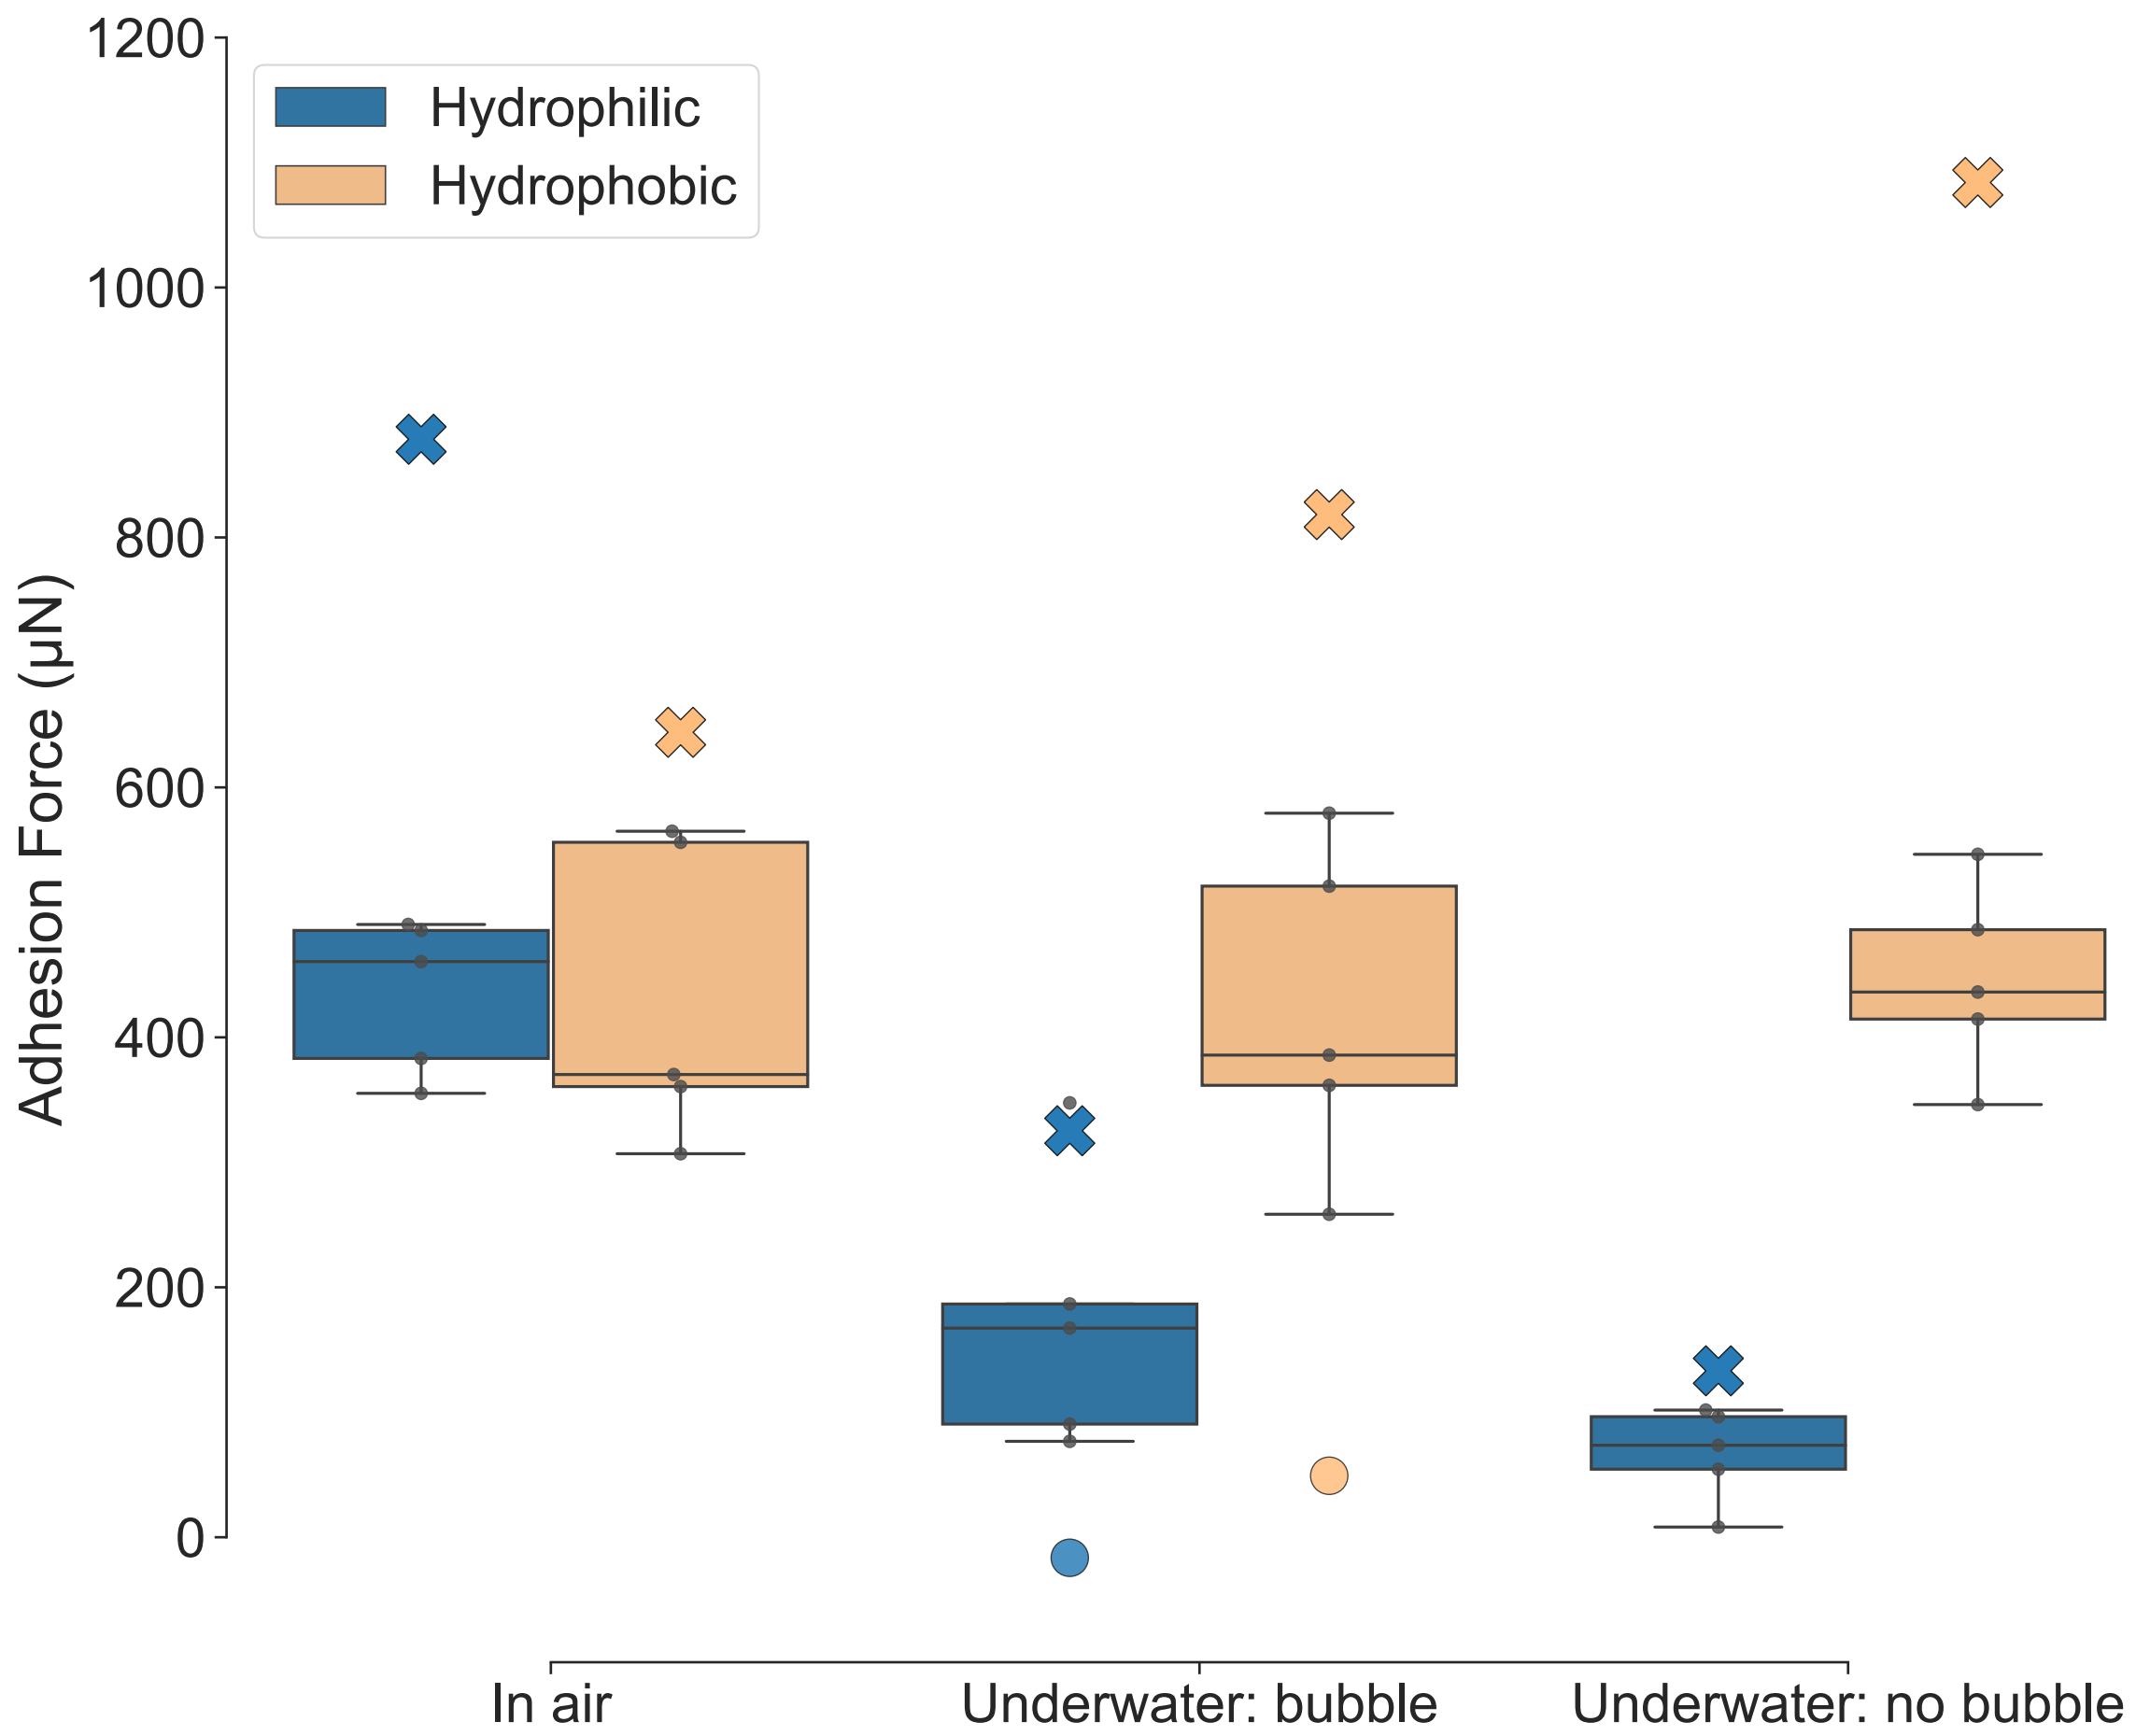 1200
1000
800
600
400
200
0
Adhesion Force (µN)
Hydrophilic
Hydrophobic
In air
Underwater: bubble
Underwater: no bubble